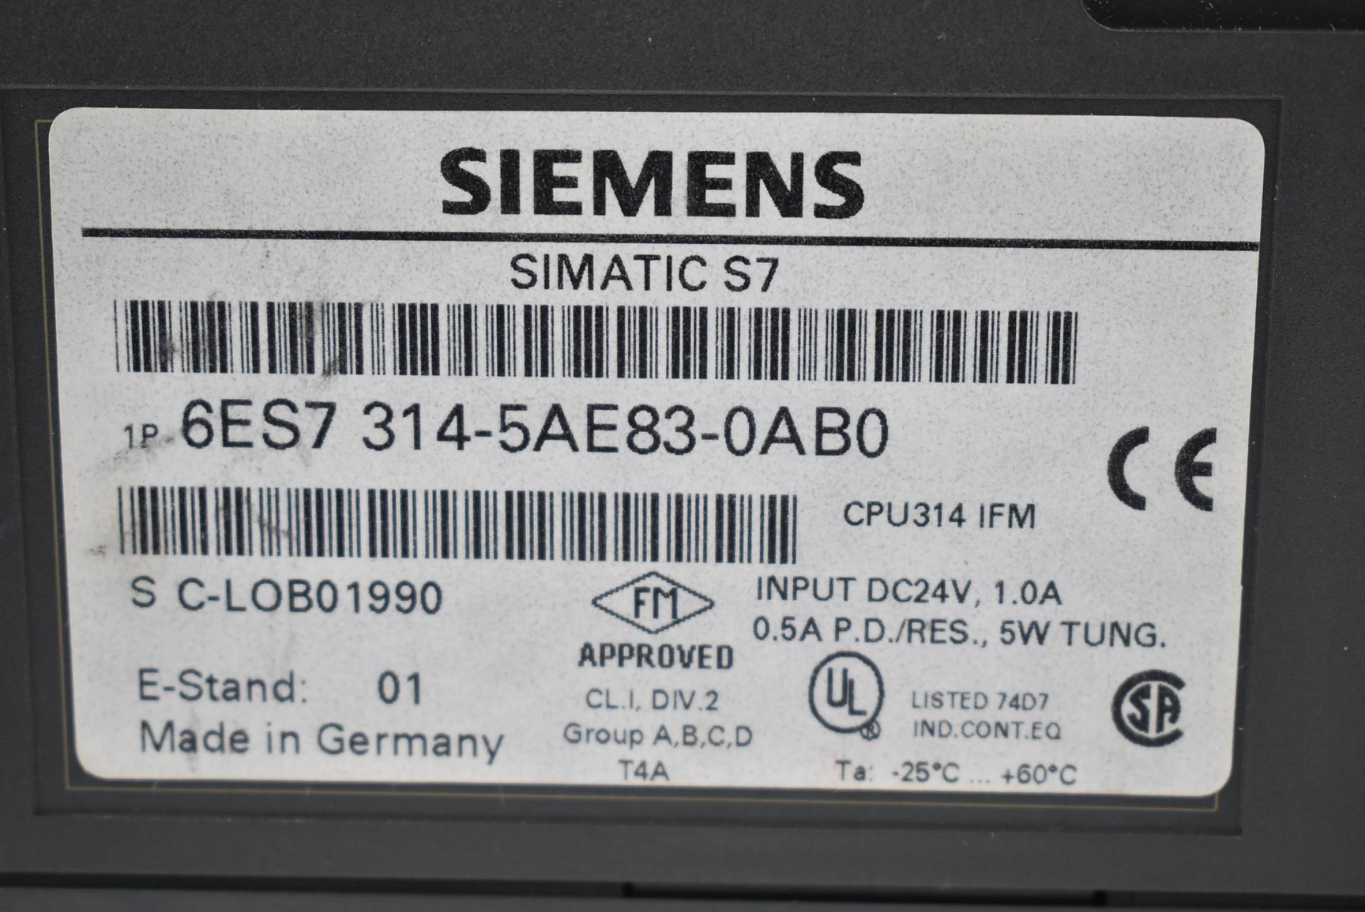 SIEMENS
SIMATIC S7
1P 6ES7 314-5AE83-0AB0
CE
CPU314 IFM
S C-LOB01990
FM
APPROVED
INPUT DC24V, 1.0A
0.5A P.D./RES., 5W TUNG.
E-Stand: 01
Made in Germany
CL.I, DIV.2
Group A,B,C,D
T4A
UL ®
LISTED 74D7
IND.CONT.EQ
SA
Ta: -25°C ... +60°C